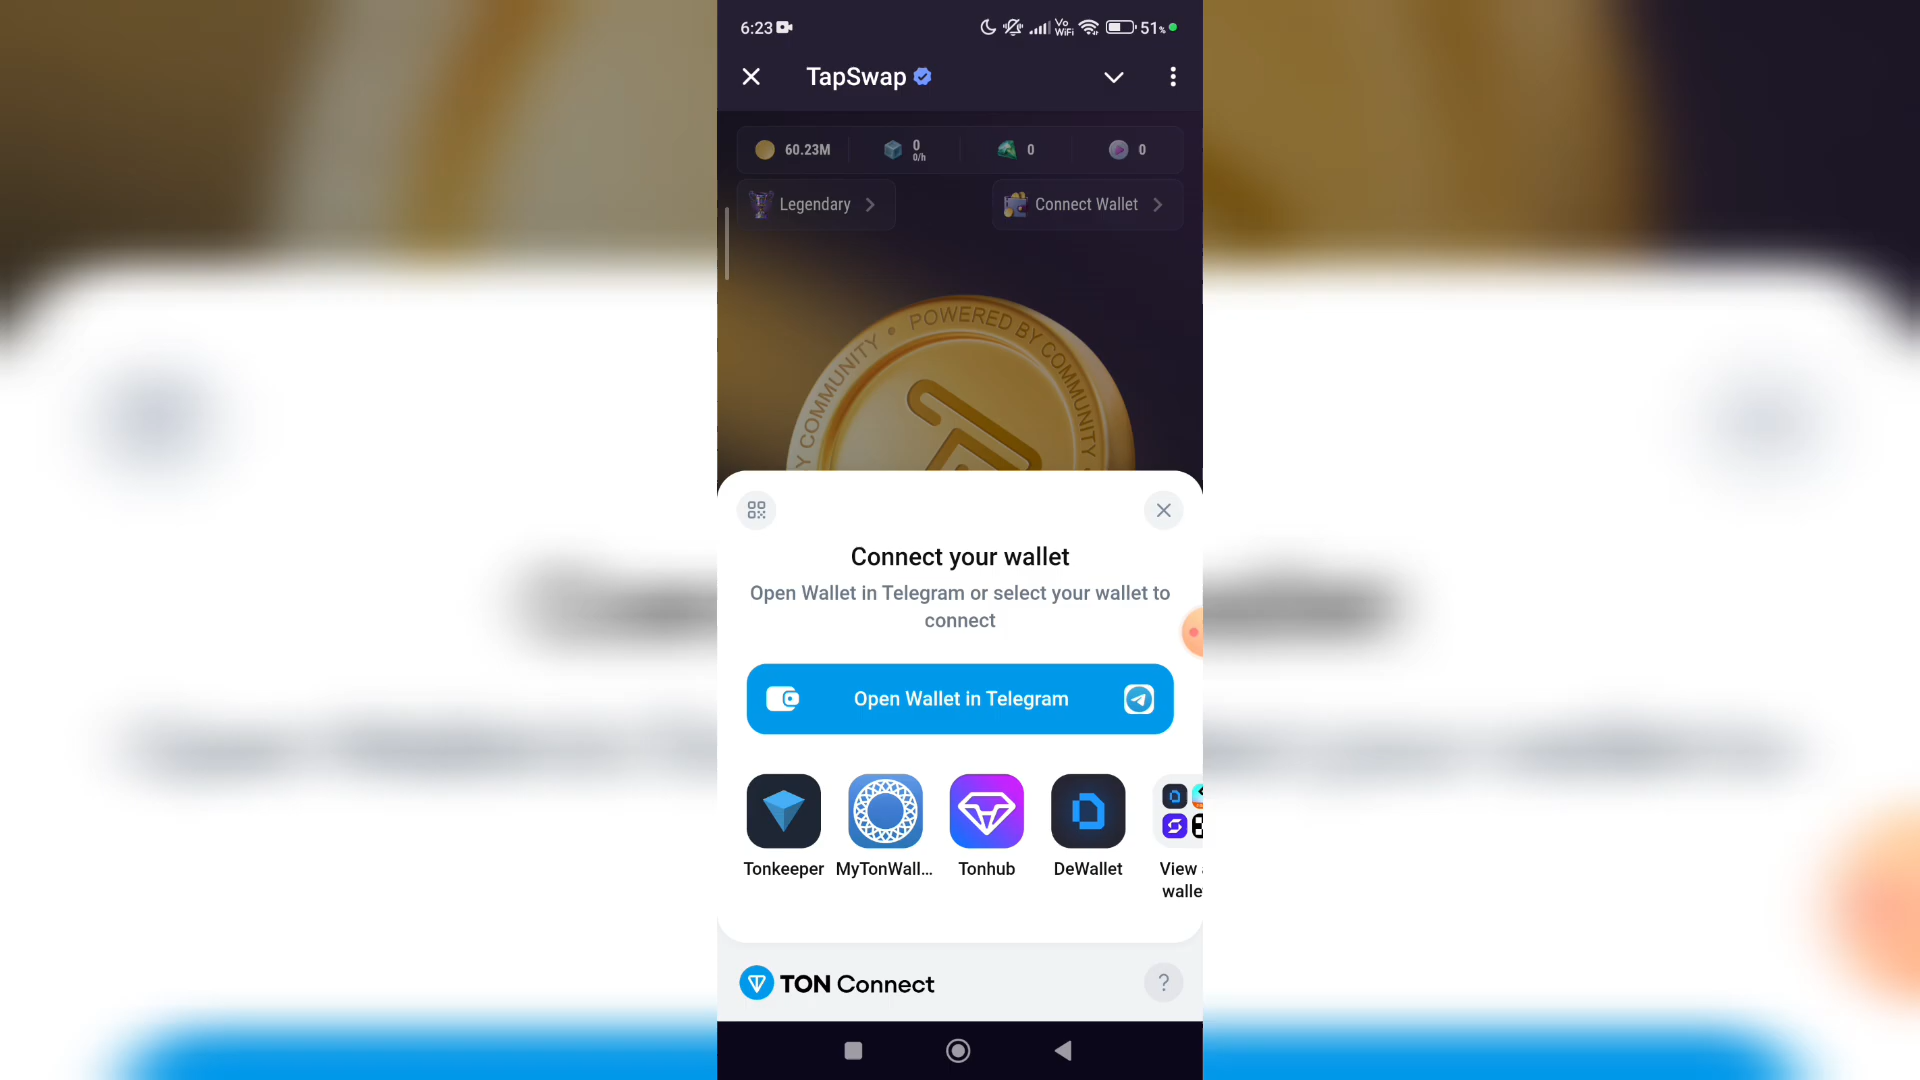 6:23
Vo
WiFi
51%
TapSwap
60.23M
0
0/h
0
0
Legendary
Connect Wallet
POWERED BY COMMUNITY
Y COMMUNITY
Connect your wallet
Open Wallet in Telegram or select your wallet to
connect
Open Wallet in Telegram
Tonkeeper
MyTonWall...
Tonhub
DeWallet
View
walle
TON Connect
?